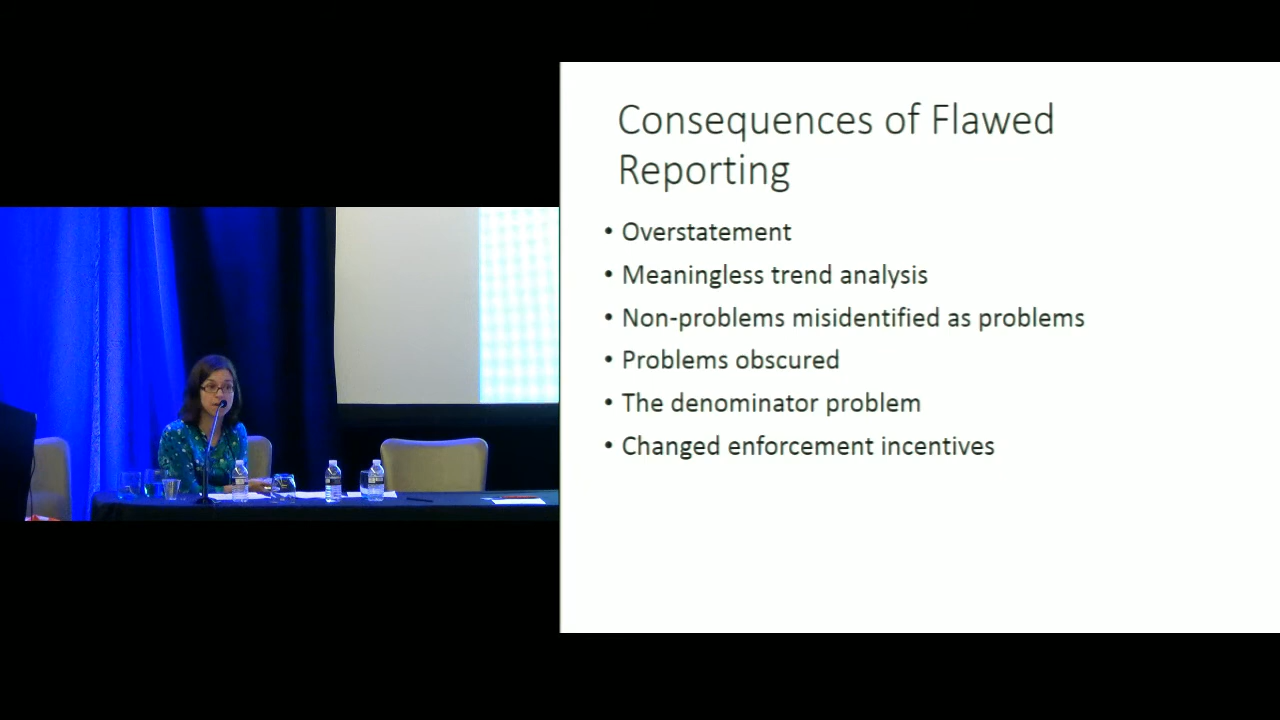 Consequences of Flawed
Reporting
• Overstatement
• Meaningless trend analysis
• Non-problems misidentified as problems
• Problems obscured
• The denominator problem
• Changed enforcement incentives